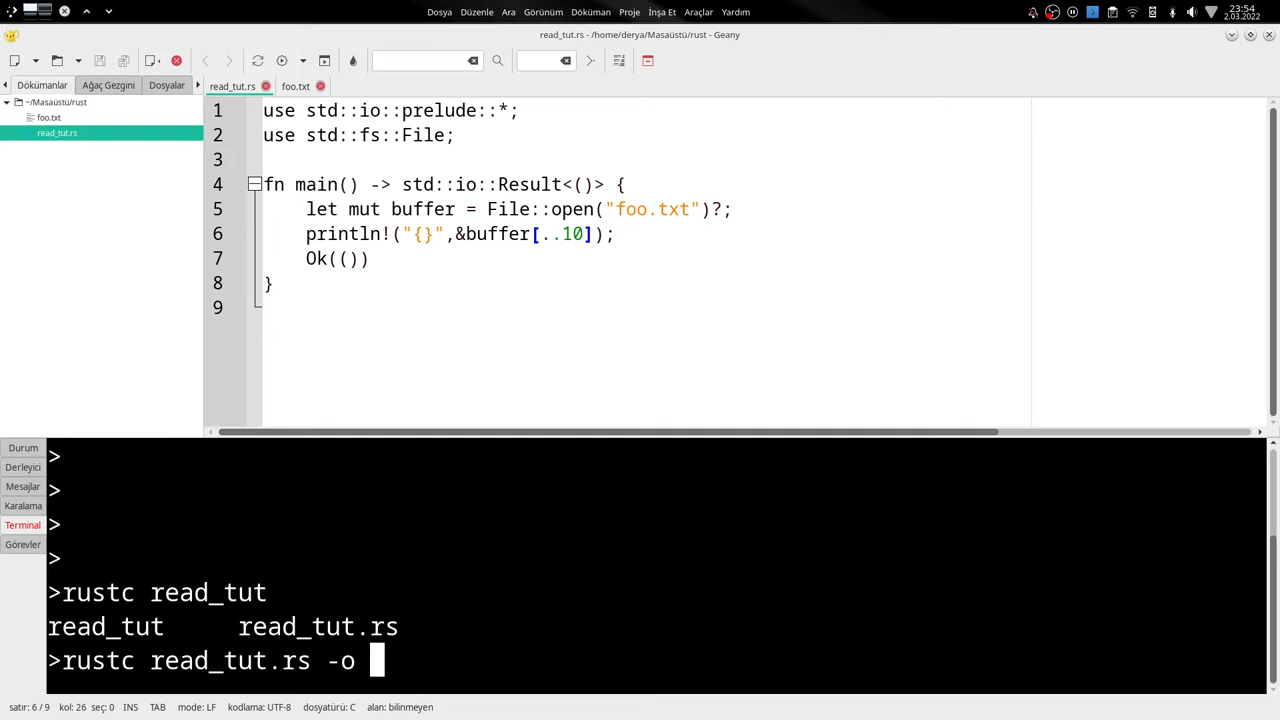 Dosya Düzenle Ara Görünüm Döküman Proje İnşa Et Araçlar Yardım
23:54
2.03.2022
read_tut.rs - /home/derya/Masaüstü/rust - Geany
Dökümanlar Ağaç Gezgini Dosyalar
read_tut.rs foo.txt
~/Masaüstü/rust
foo.txt
read_tut.rs
1 use std::io::prelude::*;
2 use std::fs::File;
3
4 fn main() -> std::io::Result<()> {
5 let mut buffer = File::open("foo.txt")?;
6 println!("{}",&buffer[..10]);
7 Ok(())
8 }
9
Durum
Derleyici
Mesajlar
Karalama
Terminal
Görevler
>
>
>
>
>rustc read_tut
read_tut read_tut.rs
>rustc read_tut.rs -o
satır: 6 / 9 kol: 26 seç: 0 INS TAB mode: LF kodlama: UTF-8 dosyatürü: C alan: bilinmeyen